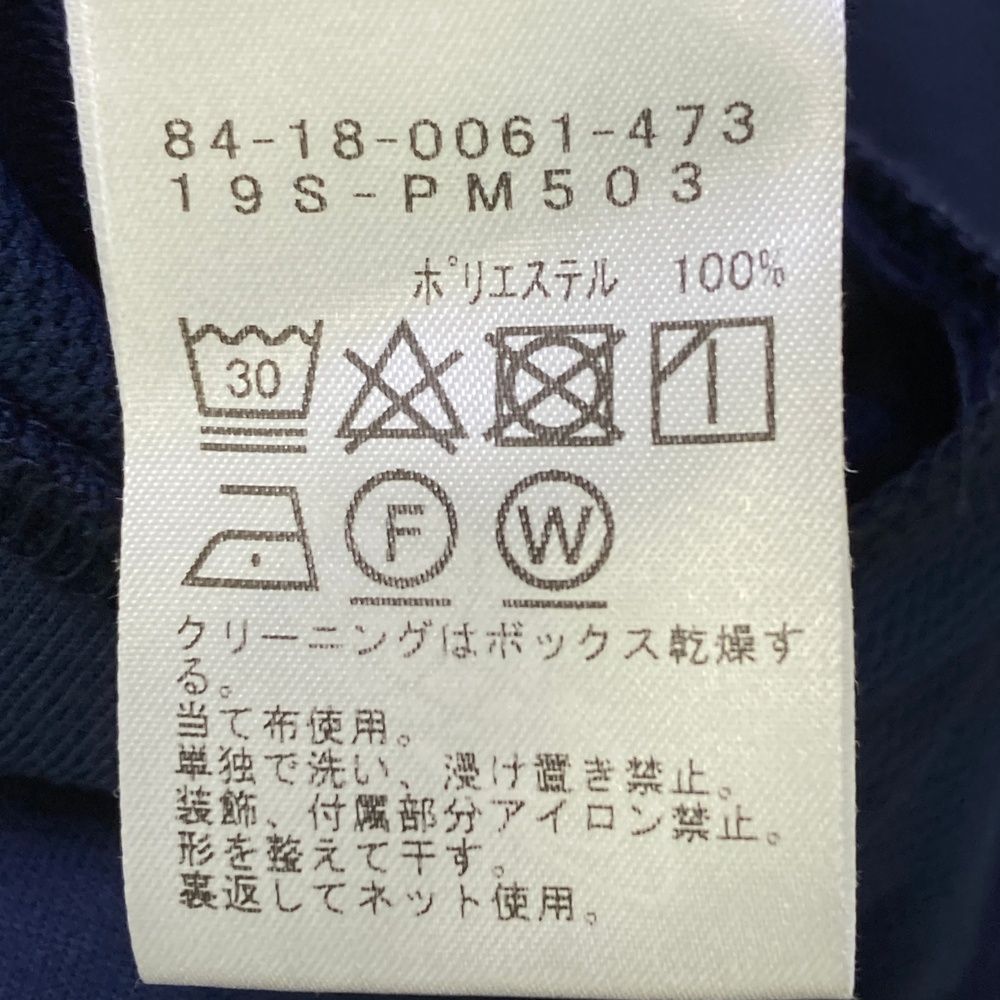 84-18-0061-473
19S-PM503
ポリエステル 100%
30
F W
クリーニングはボックス乾燥す
る。
当て布使用。
単独で洗い、浸け置き禁止。
装飾、付属部分アイロン禁止。
形を整えて干す。
裏返してネット使用。